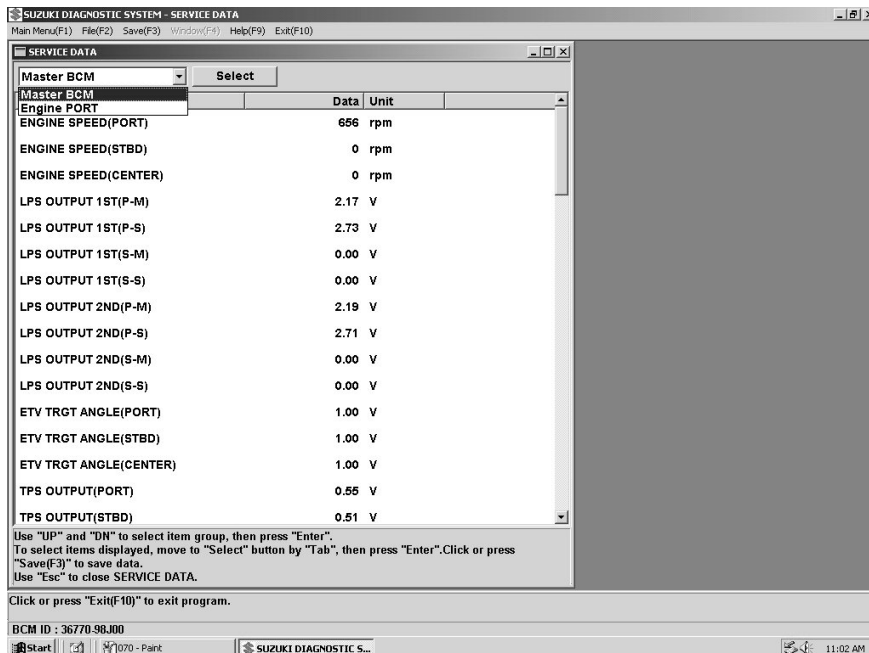 SUZUKI DIAGNOSTIC SYSTEM - SERVICE DATA
Main Menu(F1) File(F2) Save(F3) Window(F4) Help(F9) Exit(F10)
SERVICE DATA
Master BCM Select
Master BCM
Engine PORT
Data Unit
ENGINE SPEED(PORT) 656 rpm
ENGINE SPEED(STBD) 0 rpm
ENGINE SPEED(CENTER) 0 rpm
LPS OUTPUT 1ST(P-M) 2.17 V
LPS OUTPUT 1ST(P-S) 2.73 V
LPS OUTPUT 1ST(S-M) 0.00 V
LPS OUTPUT 1ST(S-S) 0.00 V
LPS OUTPUT 2ND(P-M) 2.19 V
LPS OUTPUT 2ND(P-S) 2.71 V
LPS OUTPUT 2ND(S-M) 0.00 V
LPS OUTPUT 2ND(S-S) 0.00 V
ETV TRGT ANGLE(PORT) 1.00 V
ETV TRGT ANGLE(STBD) 1.00 V
ETV TRGT ANGLE(CENTER) 1.00 V
TPS OUTPUT(PORT) 0.55 V
TPS OUTPUT(STBD) 0.51 V
Use "UP" and "DN" to select item group, then press "Enter".
To select items displayed, move to "Select" button by "Tab", then press "Enter".Click or press
"Save(F3)" to save data.
Use "Esc" to close SERVICE DATA.
Click or press "Exit(F10)" to exit program.
BCM ID : 36770-98J00
Start 070 - Paint SUZUKI DIAGNOSTIC S... 11:02 AM